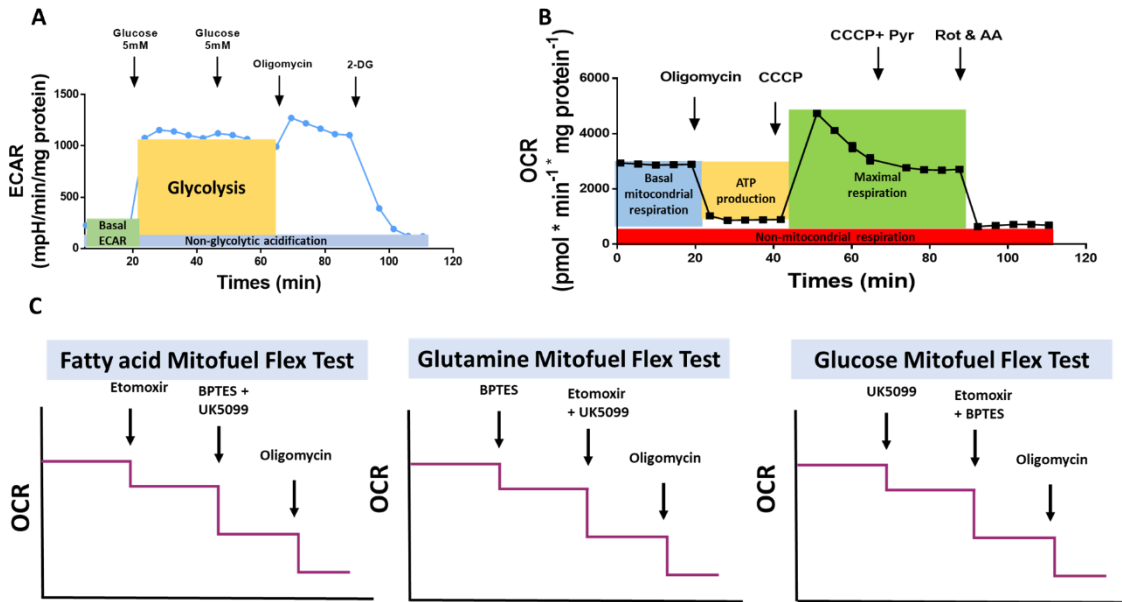 A
Glucose
5mM
Glucose
5mM
Oligomycin
2-DG
ECAR
(mpH/min/mg protein)
1500
1000
500
0
Glycolysis
Basal
ECAR
Non-glycolytic acidification
20
40
60
80
100
120
Times (min)
B
CCCP+ Pyr
Rot & AA
Oligomycin
CCCP
OCR
(pmol * min⁻¹ * mg protein⁻¹)
6000
4000
2000
0
Basal
mitocondrial
respiration
ATP
production
Maximal
respiration
Non-mitocondrial respiration
0
20
40
60
80
100
120
Times (min)
C
Fatty acid Mitofuel Flex Test
Etomoxir
BPTES +
UK5099
Oligomycin
OCR
Glutamine Mitofuel Flex Test
BPTES
Etomoxir
+ UK5099
Oligomycin
OCR
Glucose Mitofuel Flex Test
UK5099
Etomoxir
+ BPTES
Oligomycin
OCR